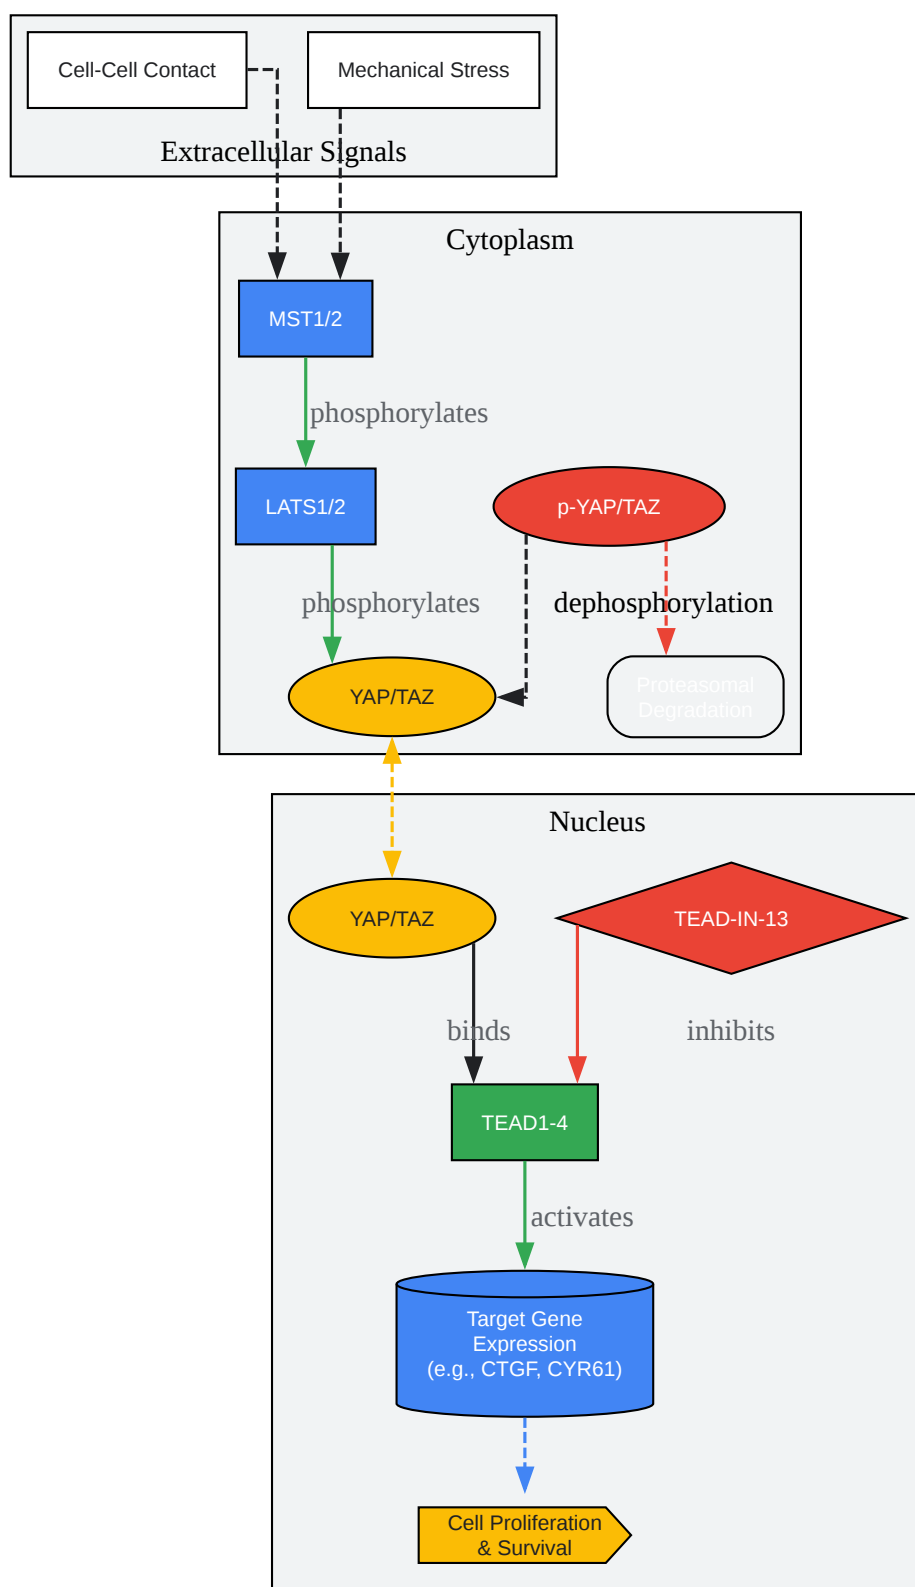 Cell-Cell Contact
Mechanical Stress
Extracellular Signals
Cytoplasm
MST1/2
phosphorylates
LATS1/2
p-YAP/TAZ
phosphorylates
dephosphorylation
YAP/TAZ
Proteasomal
Degradation
Nucleus
YAP/TAZ
TEAD-IN-13
binds
inhibits
TEAD1-4
activates
Target Gene
Expression
(e.g., CTGF, CYR61)
Cell Proliferation
& Survival